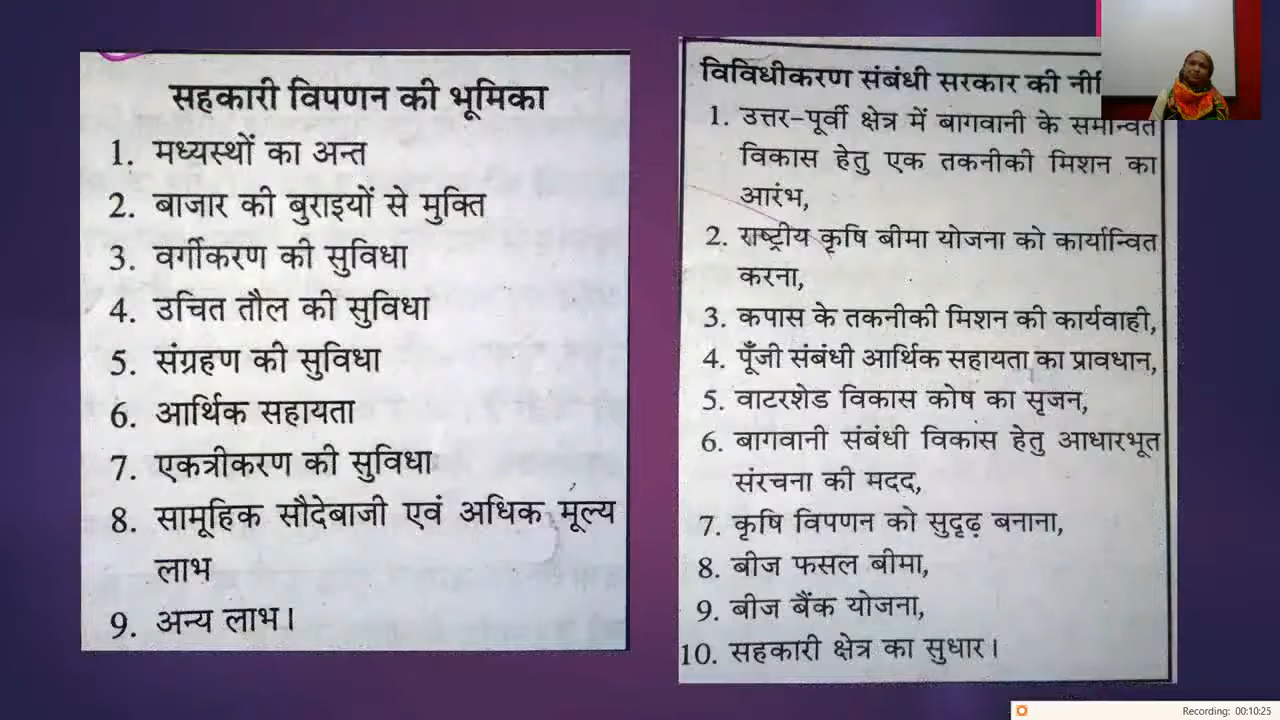 सहकारी विपणन की भूमिका
1. मध्यस्थों का अन्त
2. बाजार की बुराइयों से मुक्ति
3. वर्गीकरण की सुविधा
4. उचित तौल की सुविधा
5. संग्रहण की सुविधा
6. आर्थिक सहायता
7. एकत्रीकरण की सुविधा
8. सामूहिक सौदेबाजी एवं अधिक मूल्य
लाभ
9. अन्य लाभ।
विविधीकरण संबंधी सरकार की
1. उत्तर-पूर्वी क्षेत्र में बागवानी के समन्वित
विकास हेतु एक तकनीकी मिशन का
आरंभ,
2. राष्ट्रीय कृषि बीमा योजना को कार्यान्वित
करना,
3. कपास के तकनीकी मिशन की कार्यवाही,
4. पूँजी संबंधी आर्थिक सहायता का प्रावधान,
5. वाटरशेड विकास कोष का सृजन,
6. बागवानी संबंधी विकास हेतु आधारभूत
संरचना की मदद,
7. कृषि विपणन को सुदृढ़ बनाना,
8. बीज फसल बीमा,
9. बीज बैंक योजना,
10. सहकारी क्षेत्र का सुधार।
Recording: 00:10:25